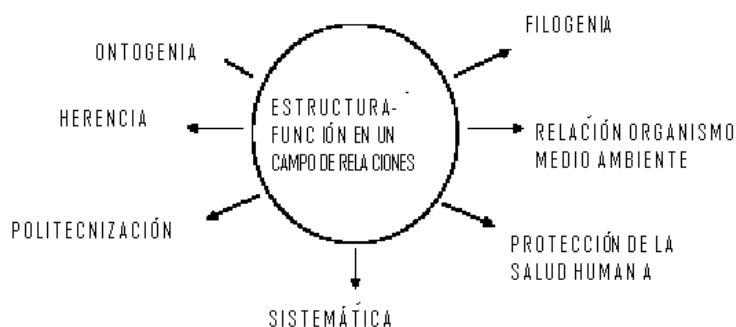 FILOGENIA
ONTOGENIA
HERENCIA
ESTRUCTURA-
FUNCIÓN EN UN
CAMPO DE RELACIONES
RELACÍON ORGANISMO
MEDIO AMBIENTE
POLITECNIZACIÓN
PROTECCIÓN DE LA
SALUD HUMANA
SISTEMÁTICA